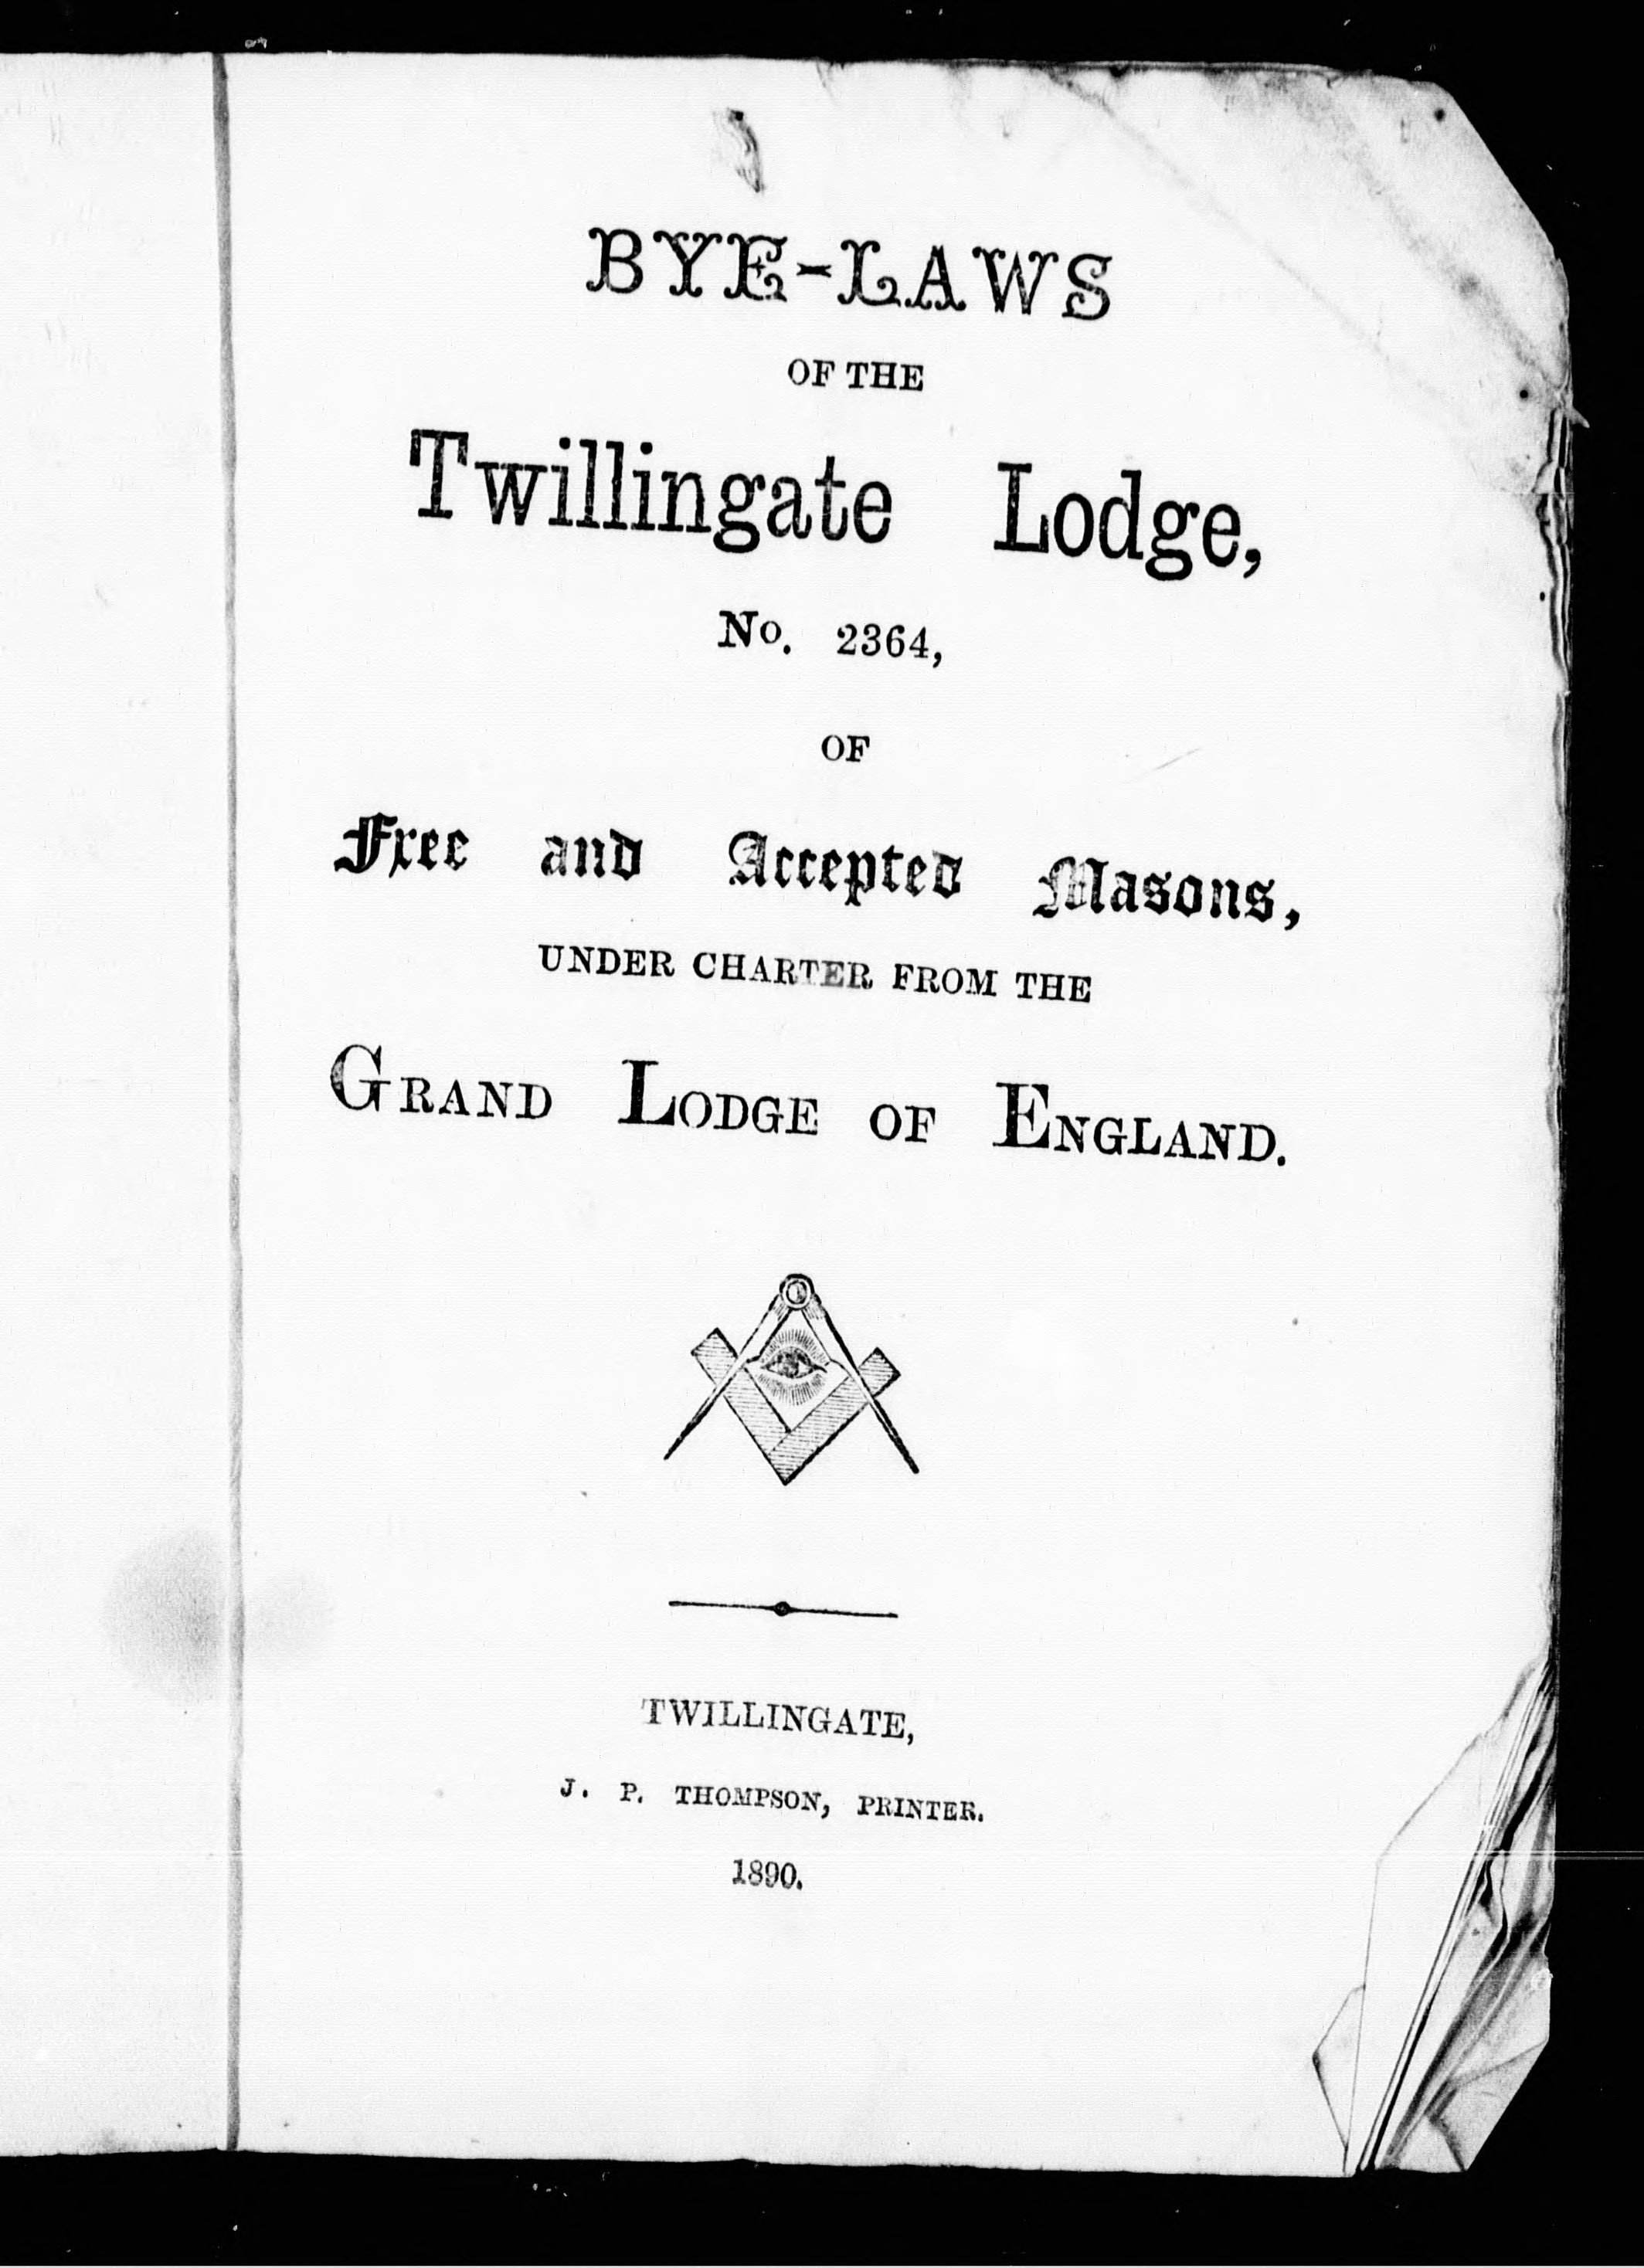 BYE-LAWS
OF THE
Twillingate Lodge,
No. 2364,
OF
Free and Accepted Masons,
UNDER CHARTER FROM THE
GRAND LODGE OF ENGLAND.
TWILLINGATE,
J. P. THOMPSON, PRINTER.
1890.